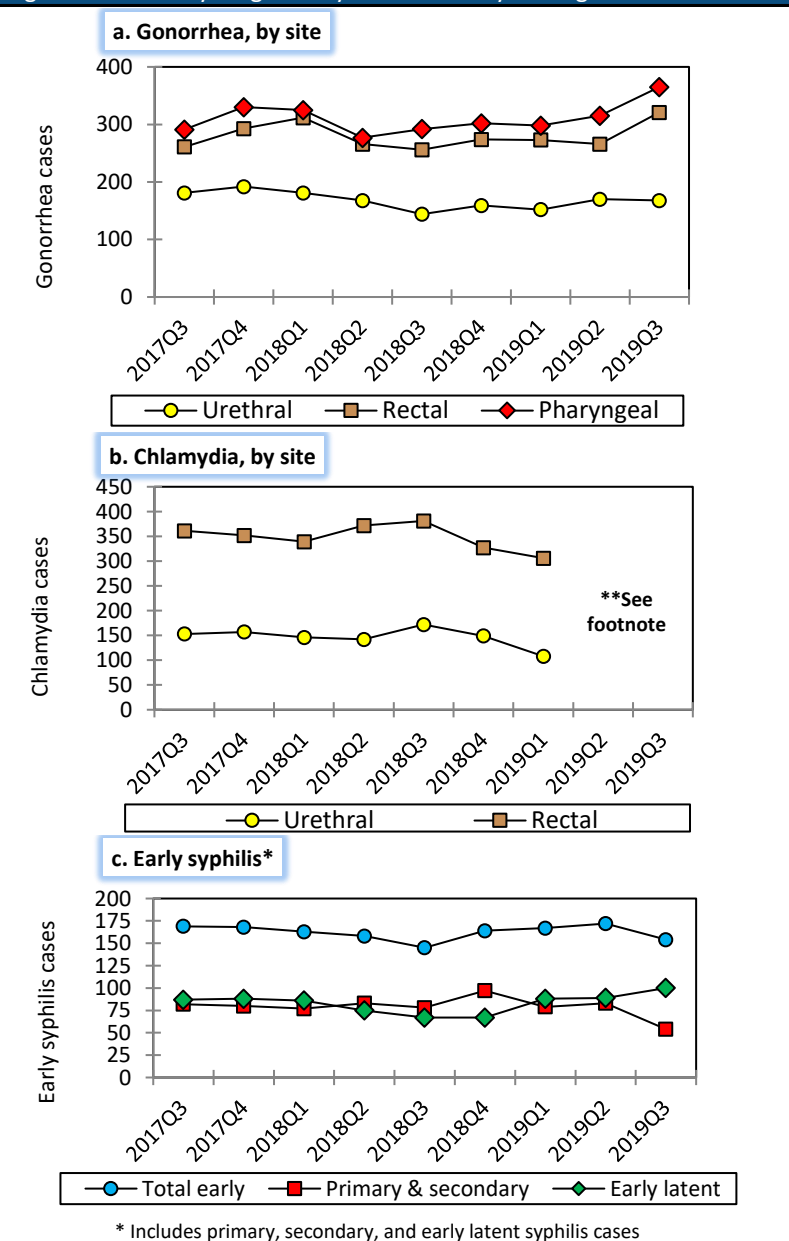 a. Gonorrhea, by site
400
300
200
100
0
Gonorrhea cases
2017Q3 2017Q4 2018Q1 2018Q2 2018Q3 2018Q4 2019Q1 2019Q2 2019Q3
Urethral Rectal Pharyngeal
b. Chlamydia, by site
450
400
350
300
250
200
150
100
50
0
Chlamydia cases
**See
footnote
2017Q3 2017Q4 2018Q1 2018Q2 2018Q3 2018Q4 2019Q1 2019Q2 2019Q3
Urethral Rectal
c. Early syphilis*
200
175
150
125
100
75
50
25
0
Early syphilis cases
2017Q3 2017Q4 2018Q1 2018Q2 2018Q3 2018Q4 2019Q1 2019Q2 2019Q3
Total early Primary & secondary Early latent
* Includes primary, secondary, and early latent syphilis cases